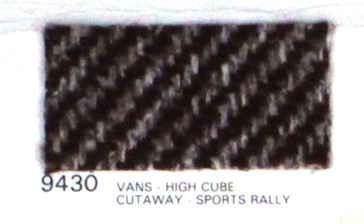 9430 VANS · HIGH CUBE
CUTAWAY · SPORTS RALLY